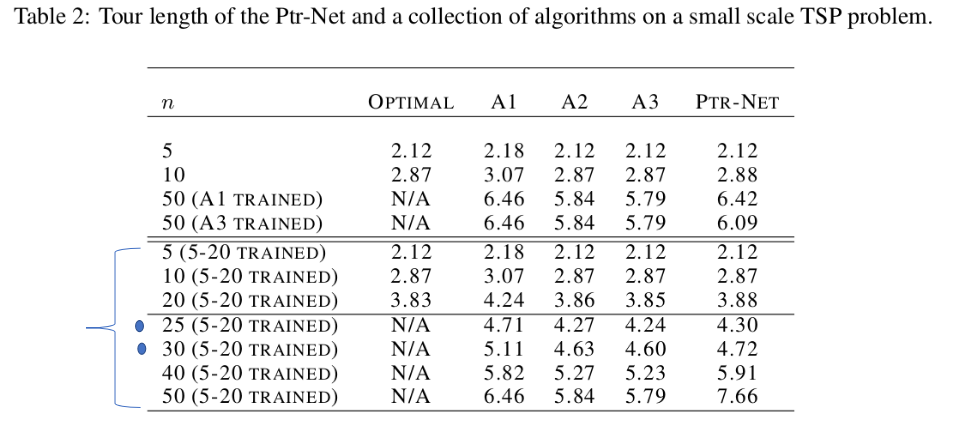 Table 2: Tour length of the Ptr-Net and a collection of algorithms on a small scale TSP problem.
n OPTIMAL A1 A2 A3 PTR-NET
5 2.12 2.18 2.12 2.12 2.12
10 2.87 3.07 2.87 2.87 2.88
50 (A1 TRAINED) N/A 6.46 5.84 5.79 6.42
50 (A3 TRAINED) N/A 6.46 5.84 5.79 6.09
5 (5-20 TRAINED) 2.12 2.18 2.12 2.12 2.12
10 (5-20 TRAINED) 2.87 3.07 2.87 2.87 2.87
20 (5-20 TRAINED) 3.83 4.24 3.86 3.85 3.88
25 (5-20 TRAINED) N/A 4.71 4.27 4.24 4.30
30 (5-20 TRAINED) N/A 5.11 4.63 4.60 4.72
40 (5-20 TRAINED) N/A 5.82 5.27 5.23 5.91
50 (5-20 TRAINED) N/A 6.46 5.84 5.79 7.66